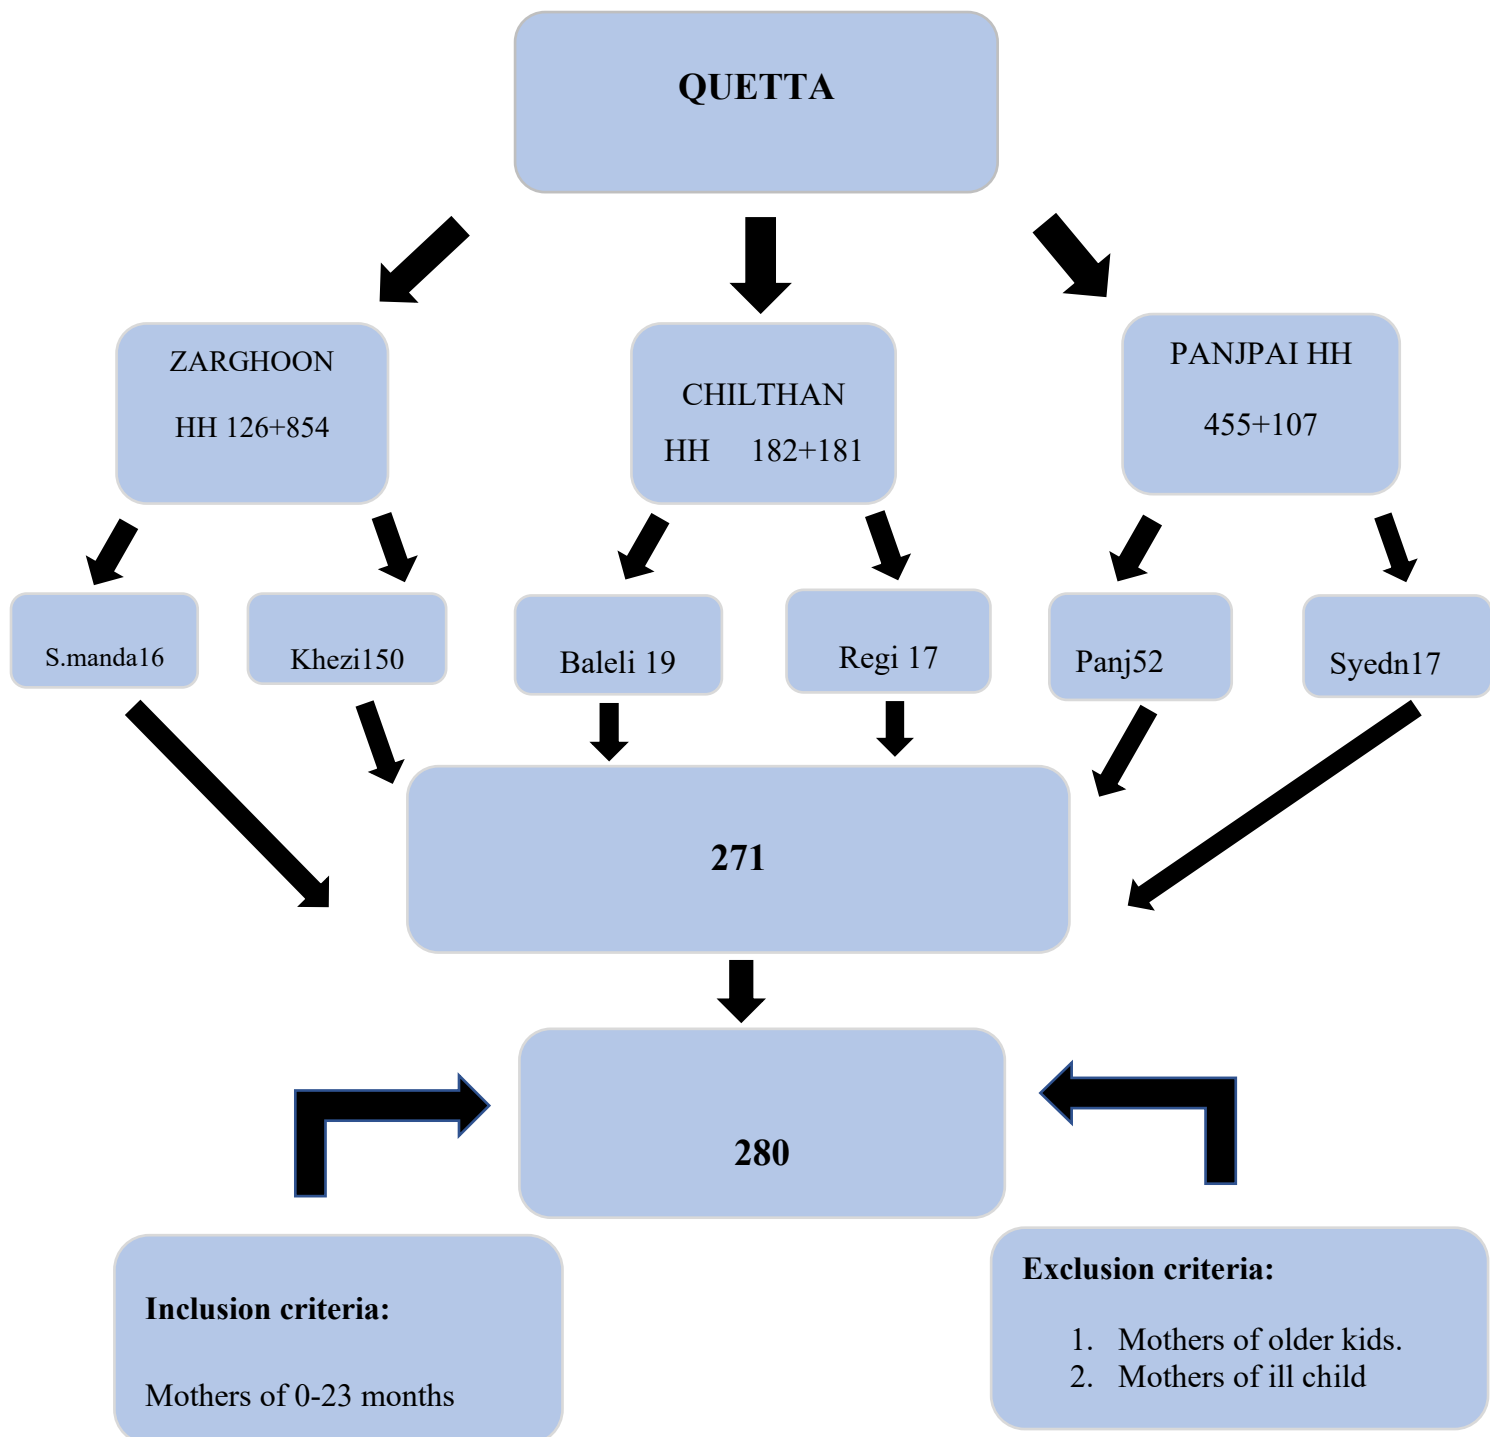 QUETTA
ZARGHOON
HH 126+854
CHILTHAN
HH 182+181
PANJPAI HH
455+107
S.manda16
Khezi150
Baleli 19
Regi 17
Panj52
Syedn17
271
280
Inclusion criteria:
Mothers of 0-23 months
Exclusion criteria:
1. Mothers of older kids.
2. Mothers of ill child